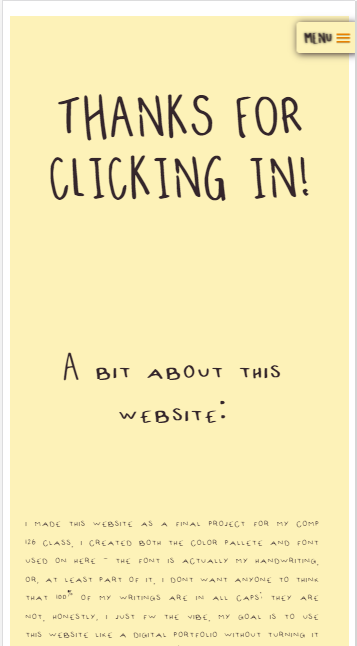 MENU
THANKS FOR
CLICKING IN!
A BIT ABOUT THIS
WEBSITE:
I MADE THIS WEBSITE AS A FINAL PROJECT FOR MY COMP
126 CLASS, I CREATED BOTH THE COLOR PALLETE AND FONT
USED ON HERE - THE FONT IS ACTUALLY MY HANDWRITING,
OR, AT LEAST PART OF IT, I DONT WANT ANYONE TO THINK
THAT 100% OF MY WRITINGS ARE IN ALL CAPS: THEY ARE
NOT, HONESTLY, I JUST FW THE VIBE, MY GOAL IS TO USE
THIS WEBSITE LIKE A DIGITAL PORTFOLIO WITHOUT TURNING IT